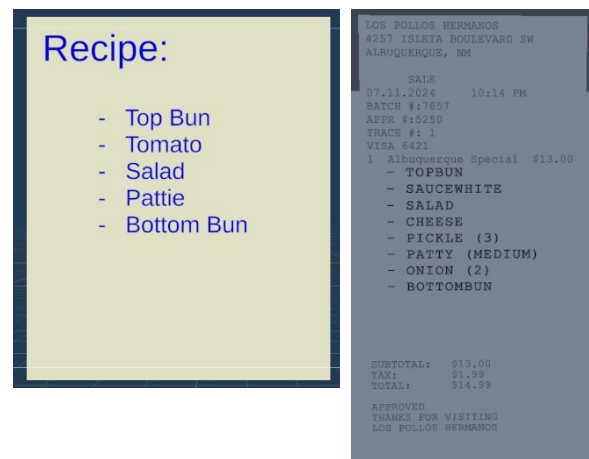 Recipe:
- Top Bun
- Tomato
- Salad
- Pattie
- Bottom Bun
LOS POLLOS HERMANOS
4257 ISLETA BOULEVARD SW
ALBUQUERQUE, NM
SALE
07.11.2024 10:14 PM
BATCH #:7857
APPR #:5250
TRACE #: 1
VISA 6421
1 Albuquerque Special $13.00
- TOPBUN
- SAUCEWHITE
- SALAD
- CHEESE
- PICKLE (3)
- PATTY (MEDIUM)
- ONION (2)
- BOTTOMBUN
SUBTOTAL: $13.00
TAX: $1.99
TOTAL: $14.99
APPROVED
THANKS FOR VISITING
LOS POLLOS HERMANOS